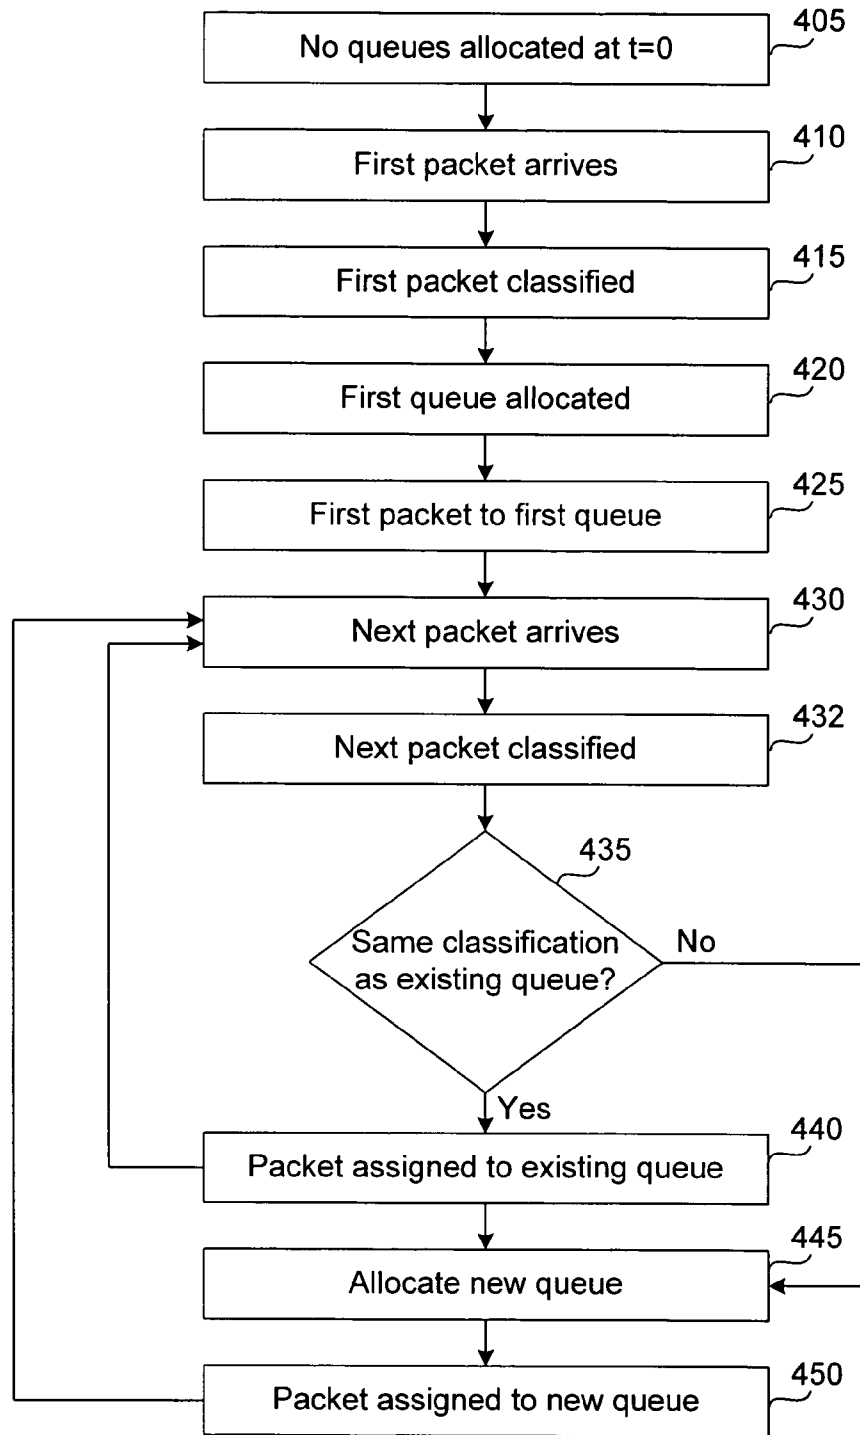 405
No queues allocated at t=0
410
First packet arrives
415
First packet classified
420
First queue allocated
425
First packet to first queue
430
Next packet arrives
432
Next packet classified
435
Same classification
as existing queue?
No
Yes
440
Packet assigned to existing queue
445
Allocate new queue
450
Packet assigned to new queue